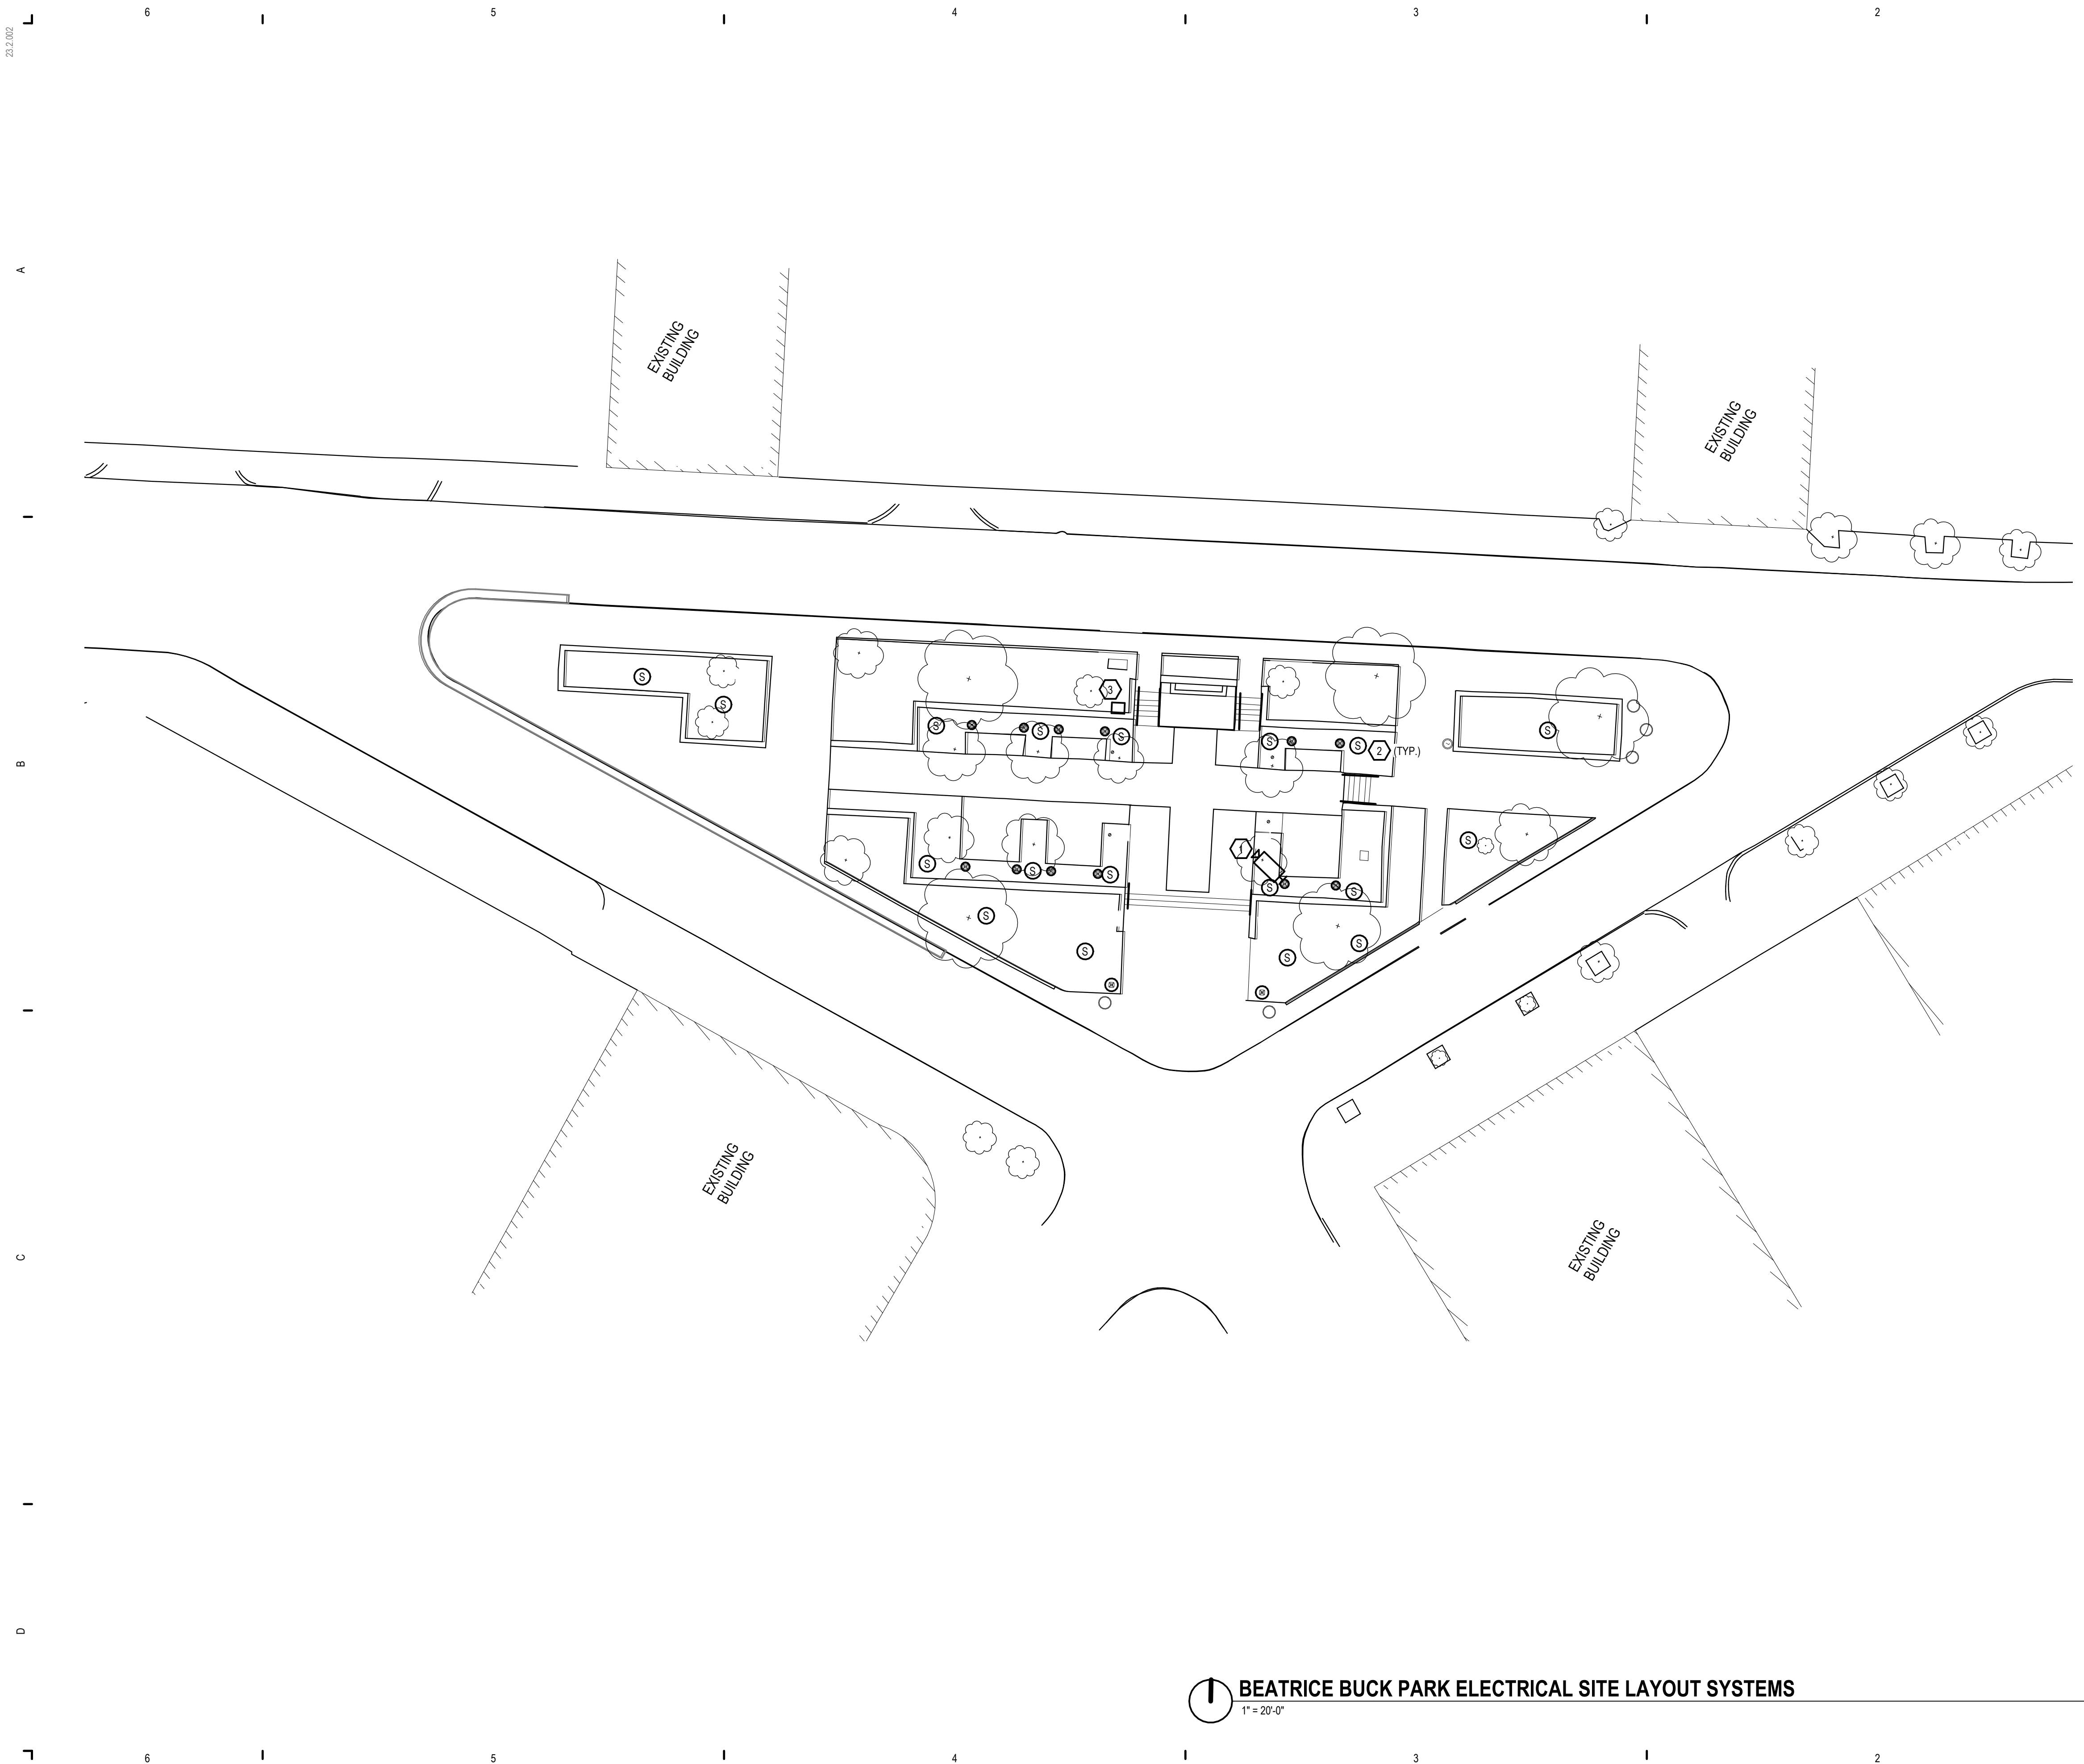 6 5 4 3 2
23.2.002
A
EXISTING
BUILDING
EXISTING
BUILDING
S
S
3
S
S
S
S
S
2 (TYP.)
S
B
S
1
S
S
S
S
S
S
S
S
S
EXISTING
BUILDING
EXISTING
BUILDING
C
D
BEATRICE BUCK PARK ELECTRICAL SITE LAYOUT SYSTEMS
1" = 20'-0"
6 5 4 3 2